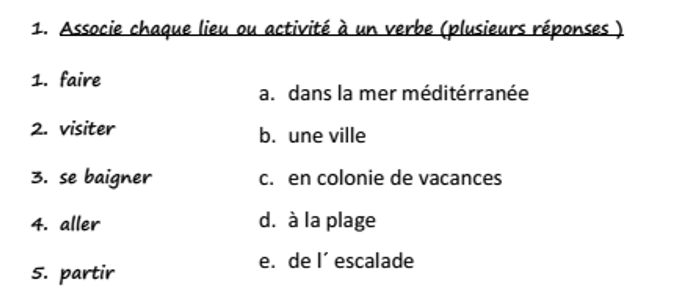 1. Associe chaque lieu ou activité à un verbe (plusieurs réponses )
1. faire
2. visiter
3. se baigner
4. aller
5. partir
a. dans la mer méditérranée
b. une ville
c. en colonie de vacances
d. à la plage
e. de l´ escalade